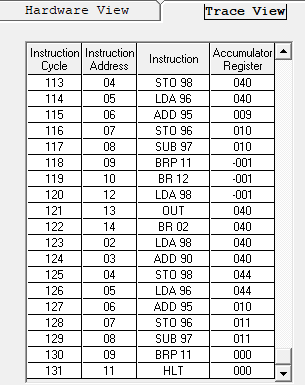 Hardware View Trace View
Instruction Cycle Instruction Address Instruction Accumulator Register
113 04 STO 98 040
114 05 LDA 96 040
115 06 ADD 95 009
116 07 STO 96 010
117 08 SUB 97 010
118 09 BRP 11 -001
119 10 BR 12 -001
120 12 LDA 98 -001
121 13 OUT 040
122 14 BR 02 040
123 02 LDA 98 040
124 03 ADD 90 040
125 04 STO 98 044
126 05 LDA 96 044
127 06 ADD 95 010
128 07 STO 96 011
129 08 SUB 97 011
130 09 BRP 11 000
131 11 HLT 000